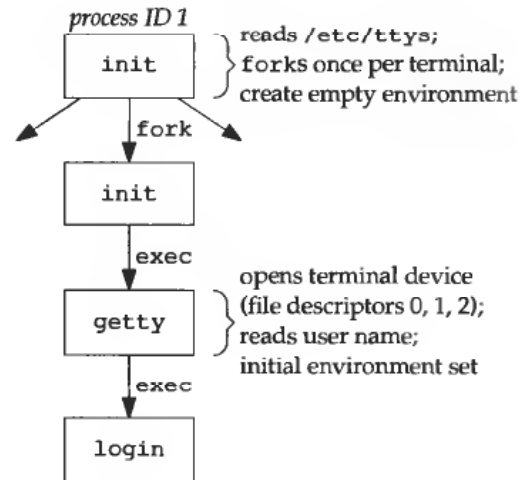 process ID 1
init
reads /etc/ttys;
forks once per terminal;
create empty environment
fork
init
exec
getty
opens terminal device
(file descriptors 0, 1, 2);
reads user name;
initial environment set
exec
login